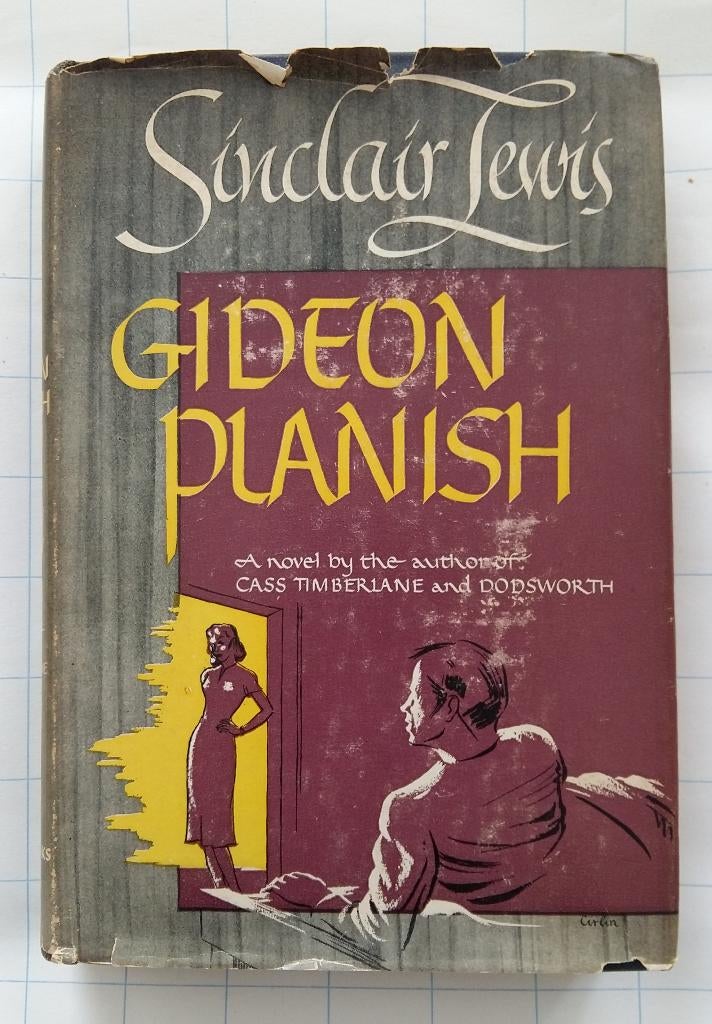 Sinclair Lewis
GIDEON
PLANISH
A novel by the author of
CASS TIMBERLANE and DODSWORTH